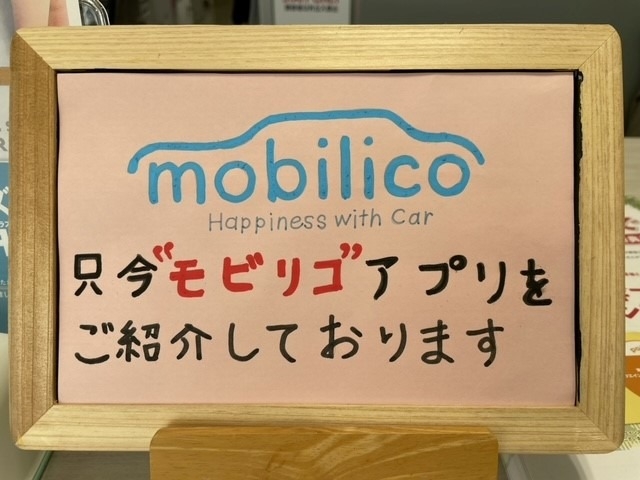 mobilico
Happiness with Car
只今"モビリゴ"アプリを
ご紹介しております